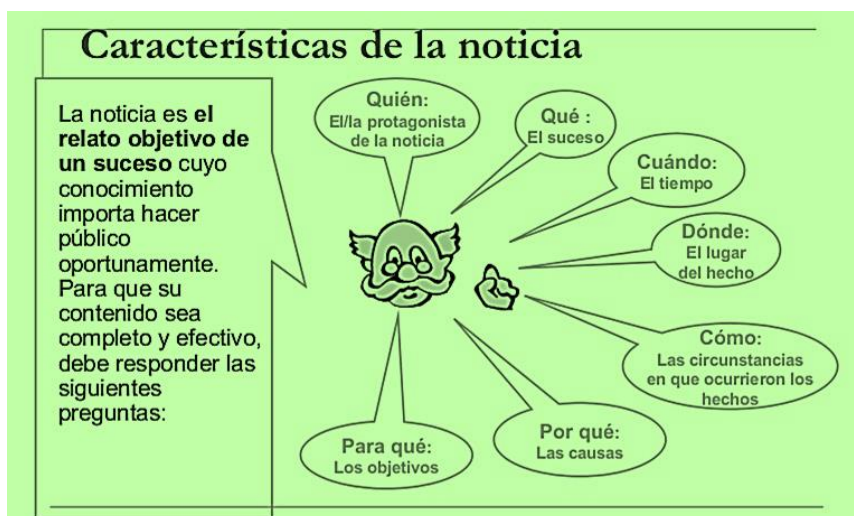 Características de la noticia
La noticia es el
relato objetivo de
un suceso cuyo
conocimiento
importa hacer
público
oportunamente.
Para que su
contenido sea
completo y efectivo,
debe responder las
siguientes
preguntas:
Quién:
El/la protagonista
de la noticia
Qué :
El suceso
Cuándo:
El tiempo
Dónde:
El lugar
del hecho
Cómo:
Las circunstancias
en que ocurrieron los
hechos
Por qué:
Las causas
Para qué:
Los objetivos